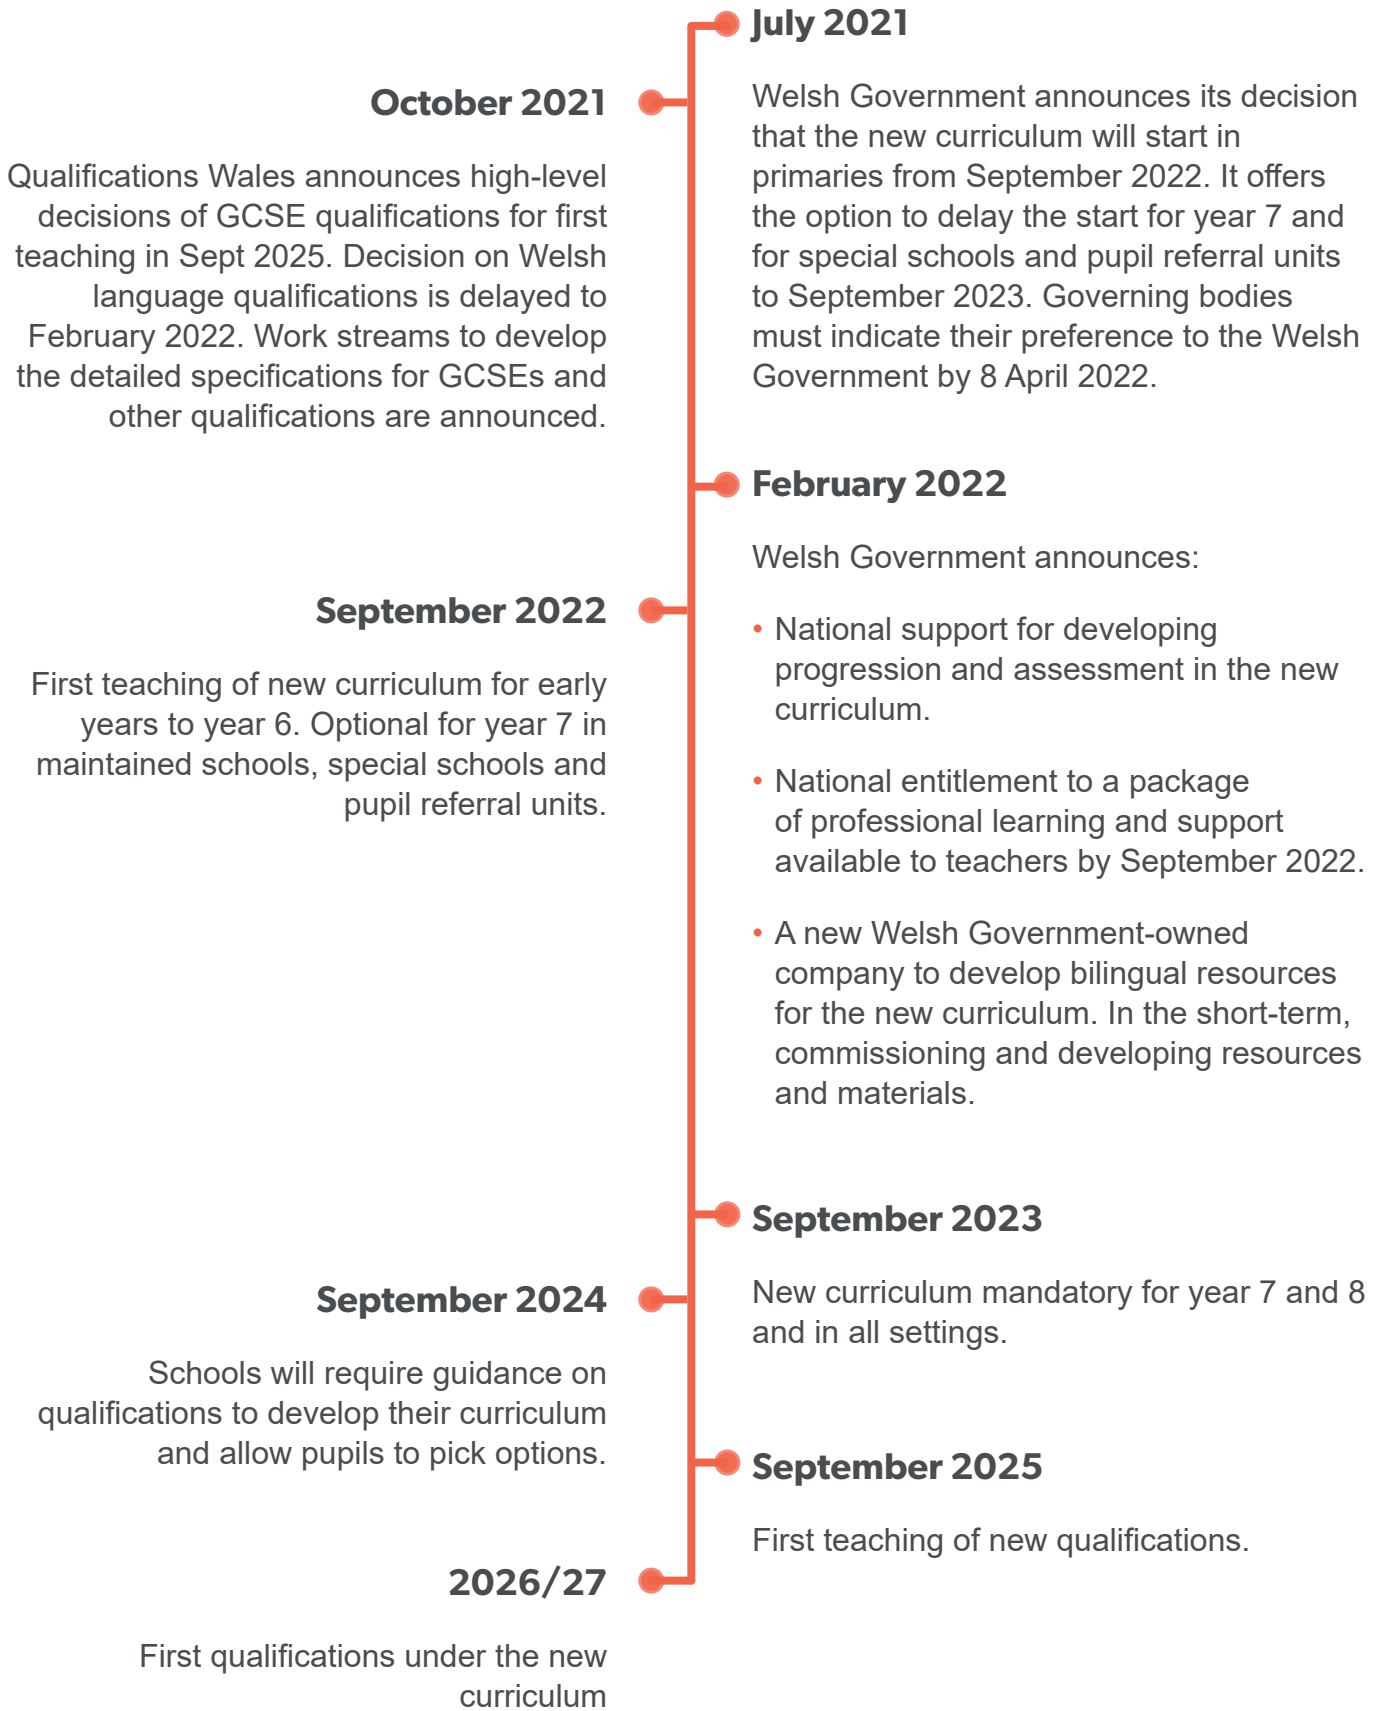 July 2021
Welsh Government announces its decision
that the new curriculum will start in
primaries from September 2022. It offers
the option to delay the start for year 7 and
for special schools and pupil referral units
to September 2023. Governing bodies
must indicate their preference to the Welsh
Government by 8 April 2022.
October 2021
Qualifications Wales announces high-level
decisions of GCSE qualifications for first
teaching in Sept 2025. Decision on Welsh
language qualifications is delayed to
February 2022. Work streams to develop
the detailed specifications for GCSEs and
other qualifications are announced.
February 2022
Welsh Government announces:
• National support for developing
progression and assessment in the new
curriculum.
• National entitlement to a package
of professional learning and support
available to teachers by September 2022.
• A new Welsh Government-owned
company to develop bilingual resources
for the new curriculum. In the short-term,
commissioning and developing resources
and materials.
September 2022
First teaching of new curriculum for early
years to year 6. Optional for year 7 in
maintained schools, special schools and
pupil referral units.
September 2023
New curriculum mandatory for year 7 and 8
and in all settings.
September 2024
Schools will require guidance on
qualifications to develop their curriculum
and allow pupils to pick options.
September 2025
First teaching of new qualifications.
2026/27
First qualifications under the new
curriculum